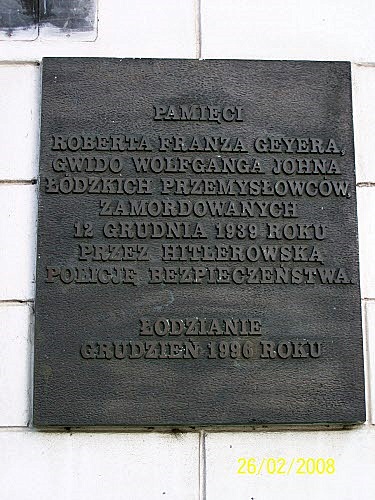 PAMIĘCI
ROBERTA FRANZA GEYERA,
GWIDO WOLFGANGA JOHNA
ŁÓDZKICH PRZEMYSŁOWCÓW,
ZAMORDOWANYCH
12 GRUDNIA 1939 ROKU
PRZEZ HITLEROWSKĄ
POLICJĘ BEZPIECZEŃSTWA.
ŁODZIANIE
GRUDZIEŃ 1996 ROKU
26/02/2008